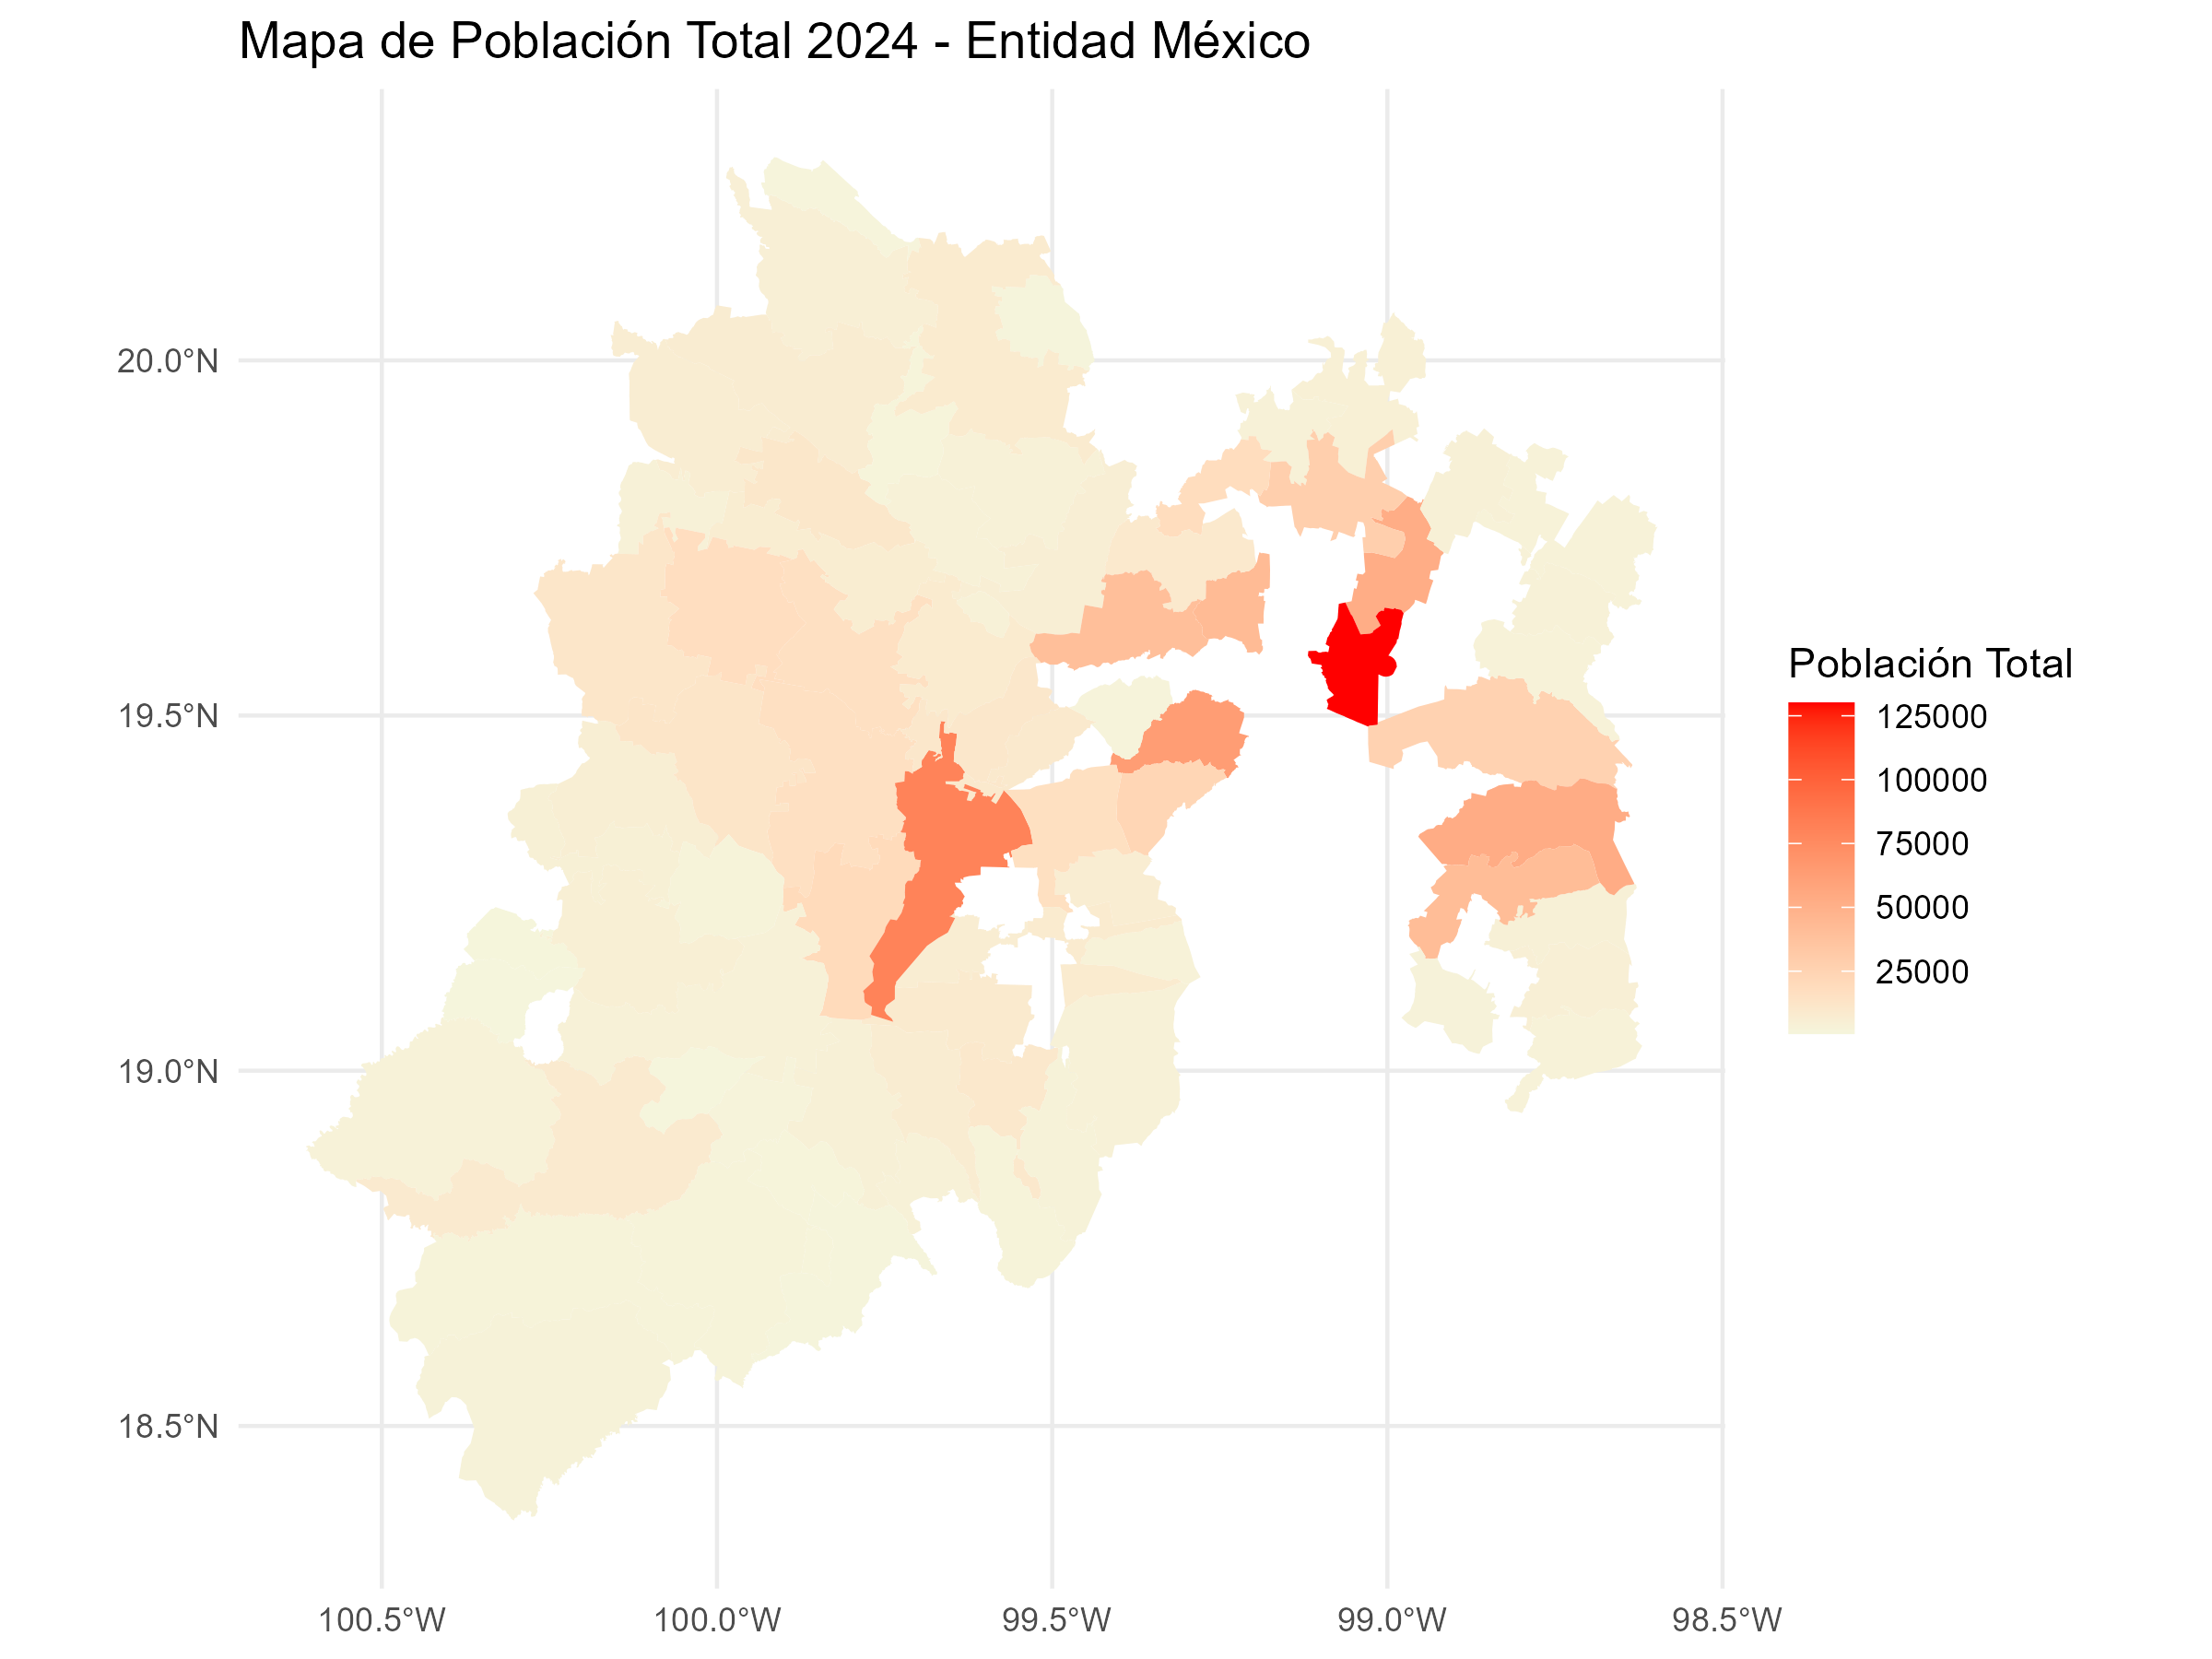 Mapa de Población Total 2024 - Entidad México
20.0°N
19.5°N
19.0°N
18.5°N
100.5°W
100.0°W
99.5°W
99.0°W
98.5°W
Población Total
125000
100000
75000
50000
25000